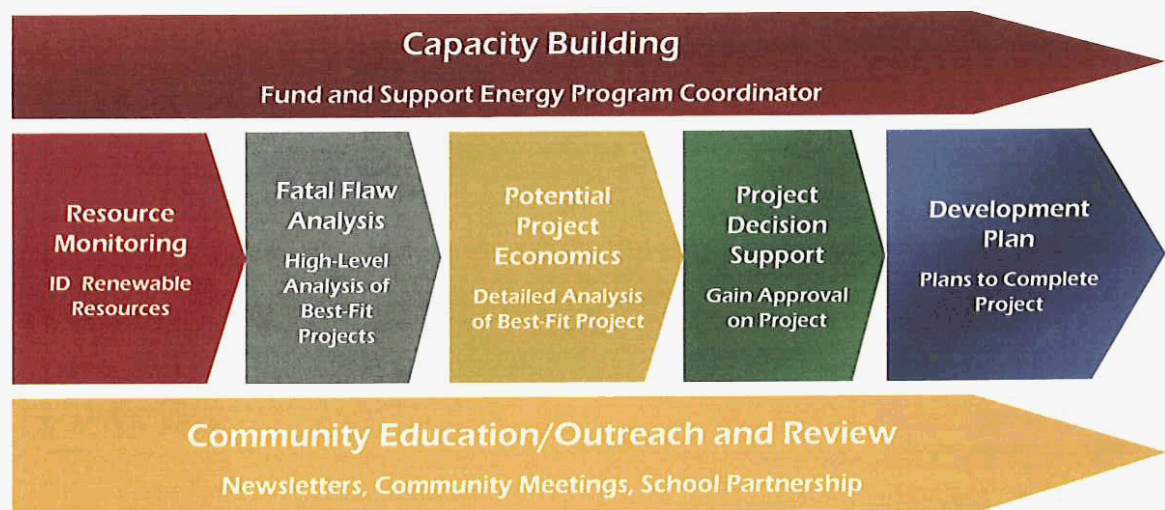 Capacity Building
Fund and Support Energy Program Coordinator
Resource
Monitoring
ID Renewable
Resources
Fatal Flaw
Analysis
High-Level
Analysis of
Best-Fit
Projects
Potential
Project
Economics
Detailed Analysis
of Best-Fit Project
Project
Decision
Support
Gain Approval
on Project
Development
Plan
Plans to Complete
Project
Community Education/Outreach and Review
Newsletters, Community Meetings, School Partnership